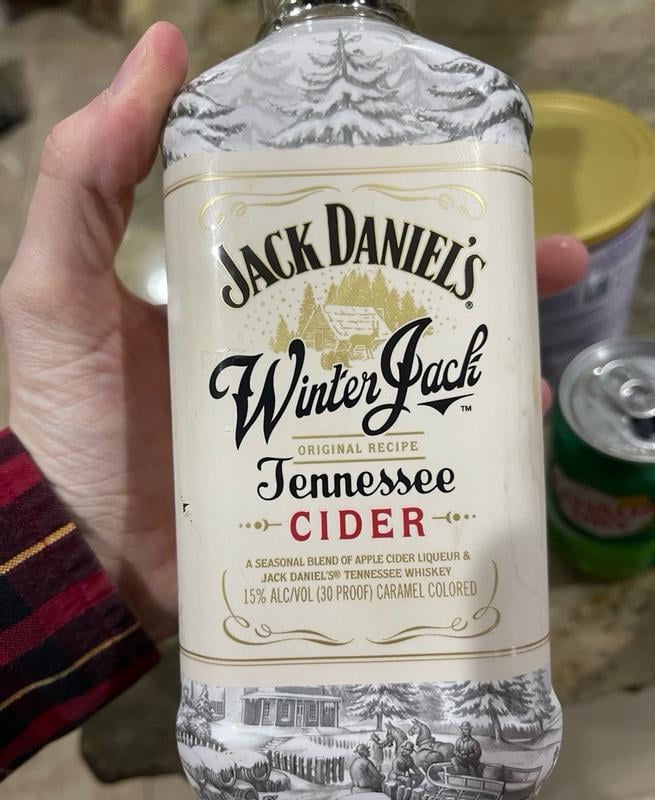 JACK DANIEL'S®
Winter Jack™
ORIGINAL RECIPE
Tennessee
CIDER
A SEASONAL BLEND OF APPLE CIDER LIQUEUR &
JACK DANIEL'S® TENNESSEE WHISKEY
15% ALC/VOL (30 PROOF) CARAMEL COLORED